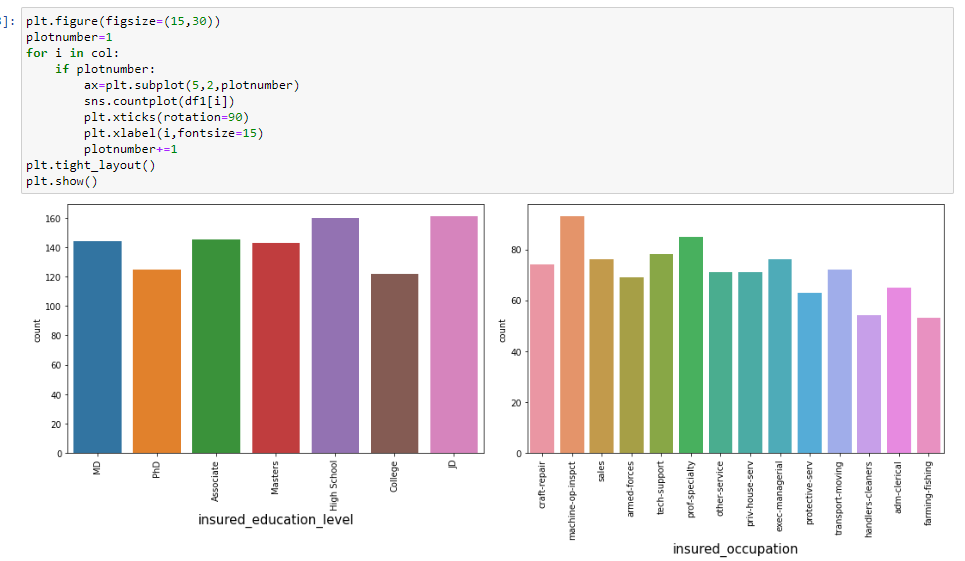 ]:
plt.figure(figsize=(15,30))
plotnumber=1
for i in col:
    if plotnumber:
        ax=plt.subplot(5,2,plotnumber)
        sns.countplot(df1[i])
        plt.xticks(rotation=90)
        plt.xlabel(i,fontsize=15)
        plotnumber+=1
plt.tight_layout()
plt.show()
160
140
120
100
80
60
40
20
0
count
MD
PhD
Associate
Masters
High School
College
JD
insured_education_level
80
60
40
20
0
count
craft-repair
machine-op-inspct
sales
armed-forces
tech-support
prof-specialty
other-service
priv-house-serv
exec-managerial
protective-serv
transport-moving
handlers-cleaners
adm-clerical
farming-fishing
insured_occupation